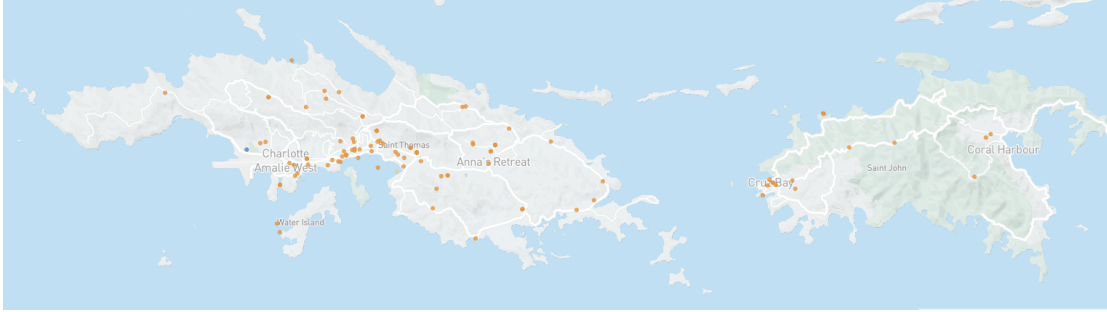 Saint Thomas
Charlotte
Amalie West
Anna's Retreat
Water Island
Cruz Bay
Saint John
Coral Harbour